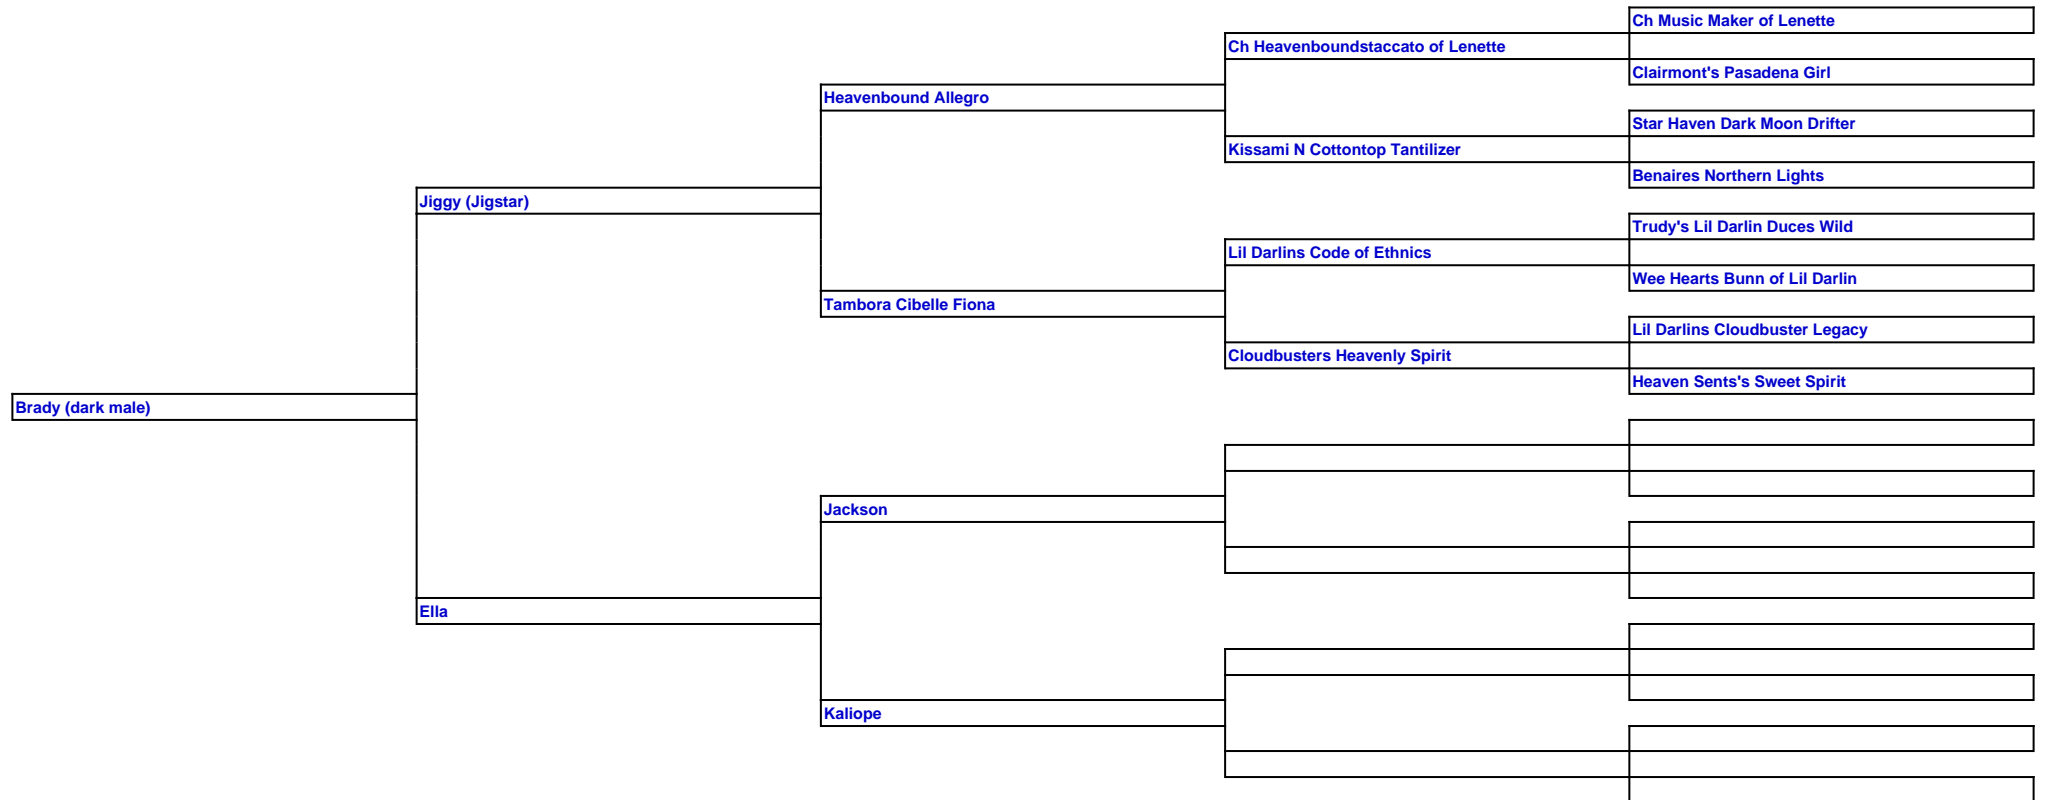 Ch Music Maker of Lenette
Ch Heavenboundstaccato of Lenette
Clairmont's Pasadena Girl
Heavenbound Allegro
Star Haven Dark Moon Drifter
Kissami N Cottontop Tantilizer
Benaires Northern Lights
Jiggy (Jigstar)
Trudy's Lil Darlin Duces Wild
Lil Darlins Code of Ethnics
Wee Hearts Bunn of Lil Darlin
Tambora Cibelle Fiona
Lil Darlins Cloudbuster Legacy
Cloudbusters Heavenly Spirit
Heaven Sents's Sweet Spirit
Brady (dark male)
Jackson
Ella
Kaliope